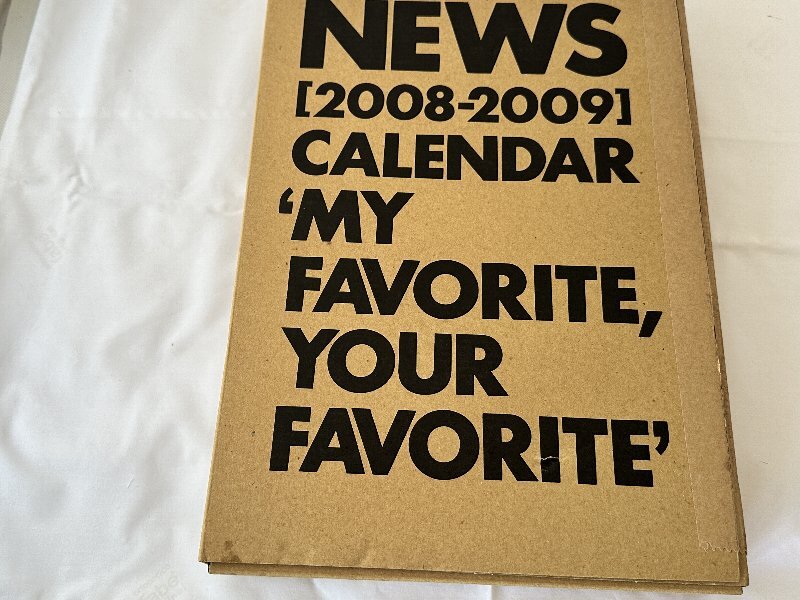 NEWS
[2008-2009]
CALENDAR
‘MY
FAVORITE,
YOUR
FAVORITE’